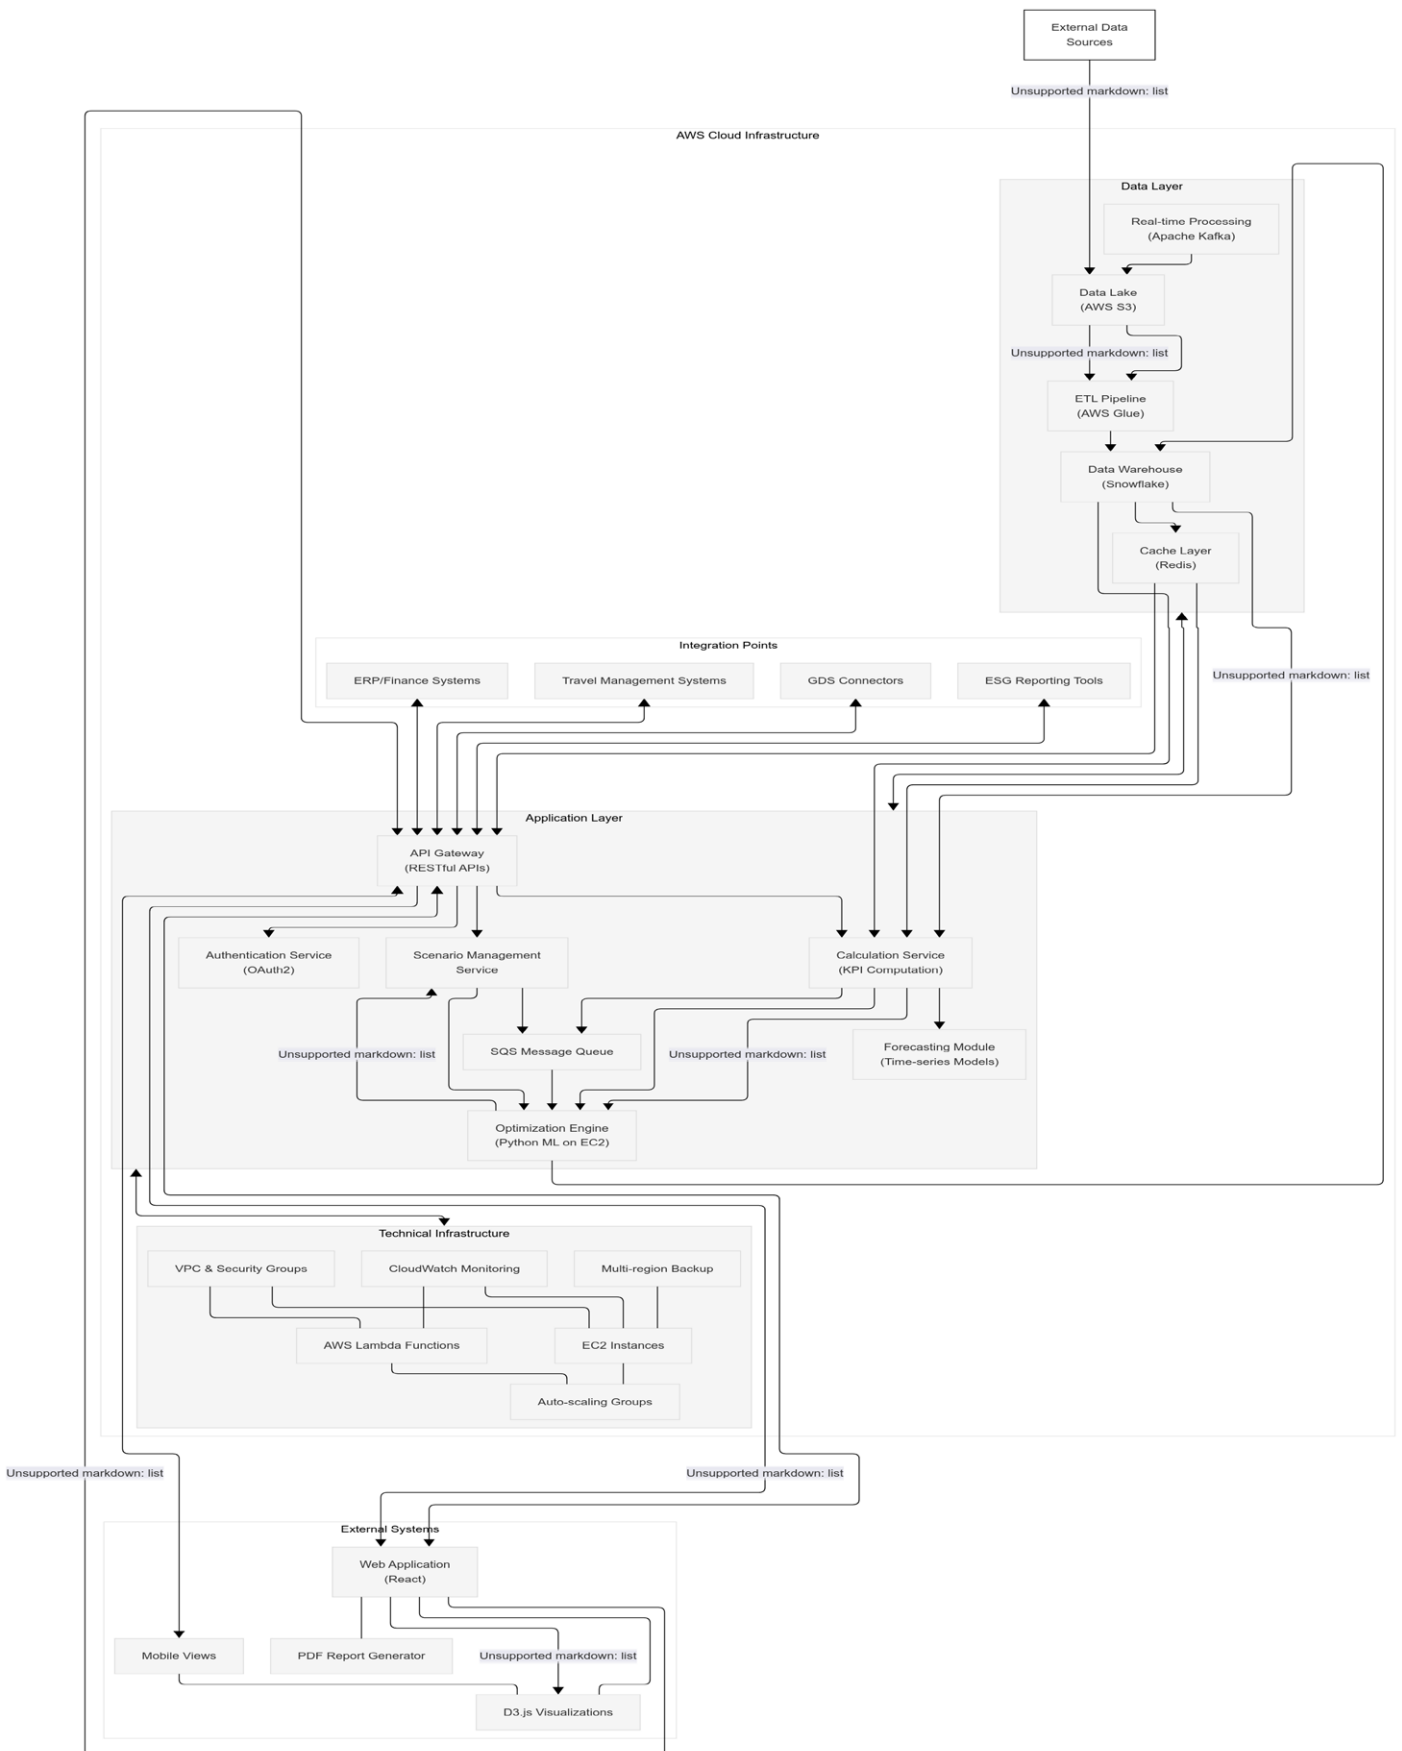 External Data
Sources
Unsupported markdown: list
AWS Cloud Infrastructure
Data Layer
Real-time Processing
(Apache Kafka)
Data Lake
(AWS S3)
Unsupported markdown: list
ETL Pipeline
(AWS Glue)
Data Warehouse
(Snowflake)
Cache Layer
(Redis)
Integration Points
ERP/Finance Systems
Travel Management Systems
GDS Connectors
ESG Reporting Tools
Unsupported markdown: list
Application Layer
API Gateway
(RESTful APIs)
Authentication Service
(OAuth2)
Scenario Management
Service
Calculation Service
(KPI Computation)
Unsupported markdown: list
SQS Message Queue
Unsupported markdown: list
Forecasting Module
(Time-series Models)
Optimization Engine
(Python ML on EC2)
Technical Infrastructure
VPC & Security Groups
CloudWatch Monitoring
Multi-region Backup
AWS Lambda Functions
EC2 Instances
Auto-scaling Groups
Unsupported markdown: list
Unsupported markdown: list
External Systems
Web Application
(React)
Mobile Views
PDF Report Generator
Unsupported markdown: list
D3.js Visualizations